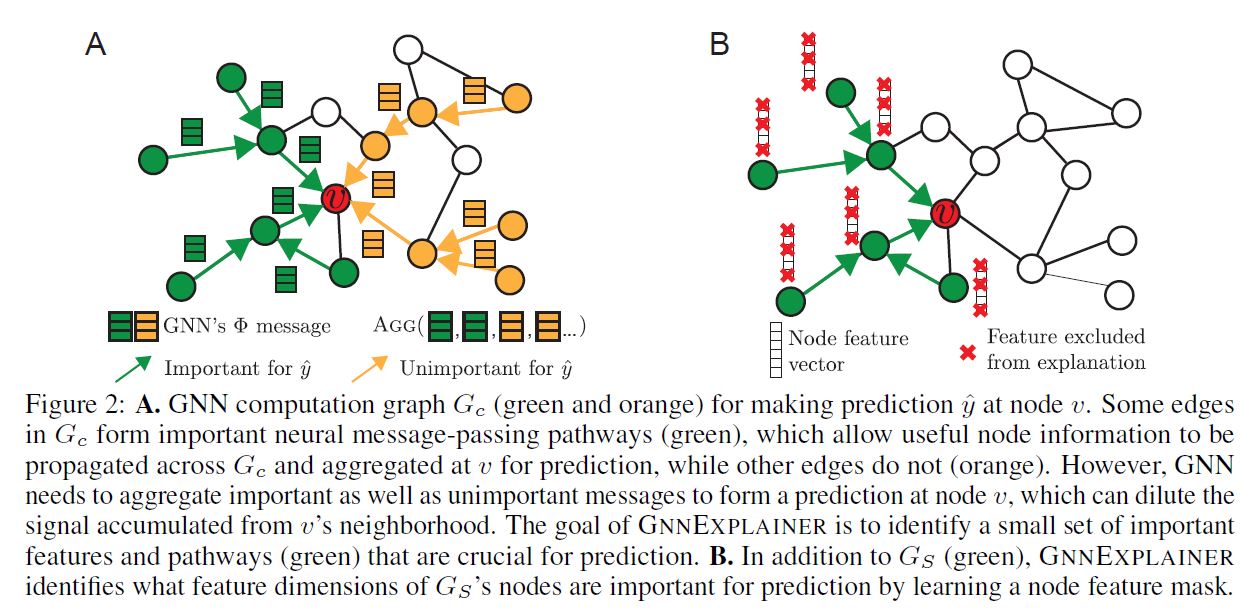 A
B
v
v
GNN's Φ message
AGG( , , , ...)
Important for ŷ
Unimportant for ŷ
Node feature
vector
Feature excluded
from explanation
Figure 2: A. GNN computation graph G_c (green and orange) for making prediction ŷ at node v. Some edges
in G_c form important neural message-passing pathways (green), which allow useful node information to be
propagated across G_c and aggregated at v for prediction, while other edges do not (orange). However, GNN
needs to aggregate important as well as unimportant messages to form a prediction at node v, which can dilute the
signal accumulated from v's neighborhood. The goal of GNNEXPLAINER is to identify a small set of important
features and pathways (green) that are crucial for prediction. B. In addition to G_S (green), GNNEXPLAINER
identifies what feature dimensions of G_S's nodes are important for prediction by learning a node feature mask.